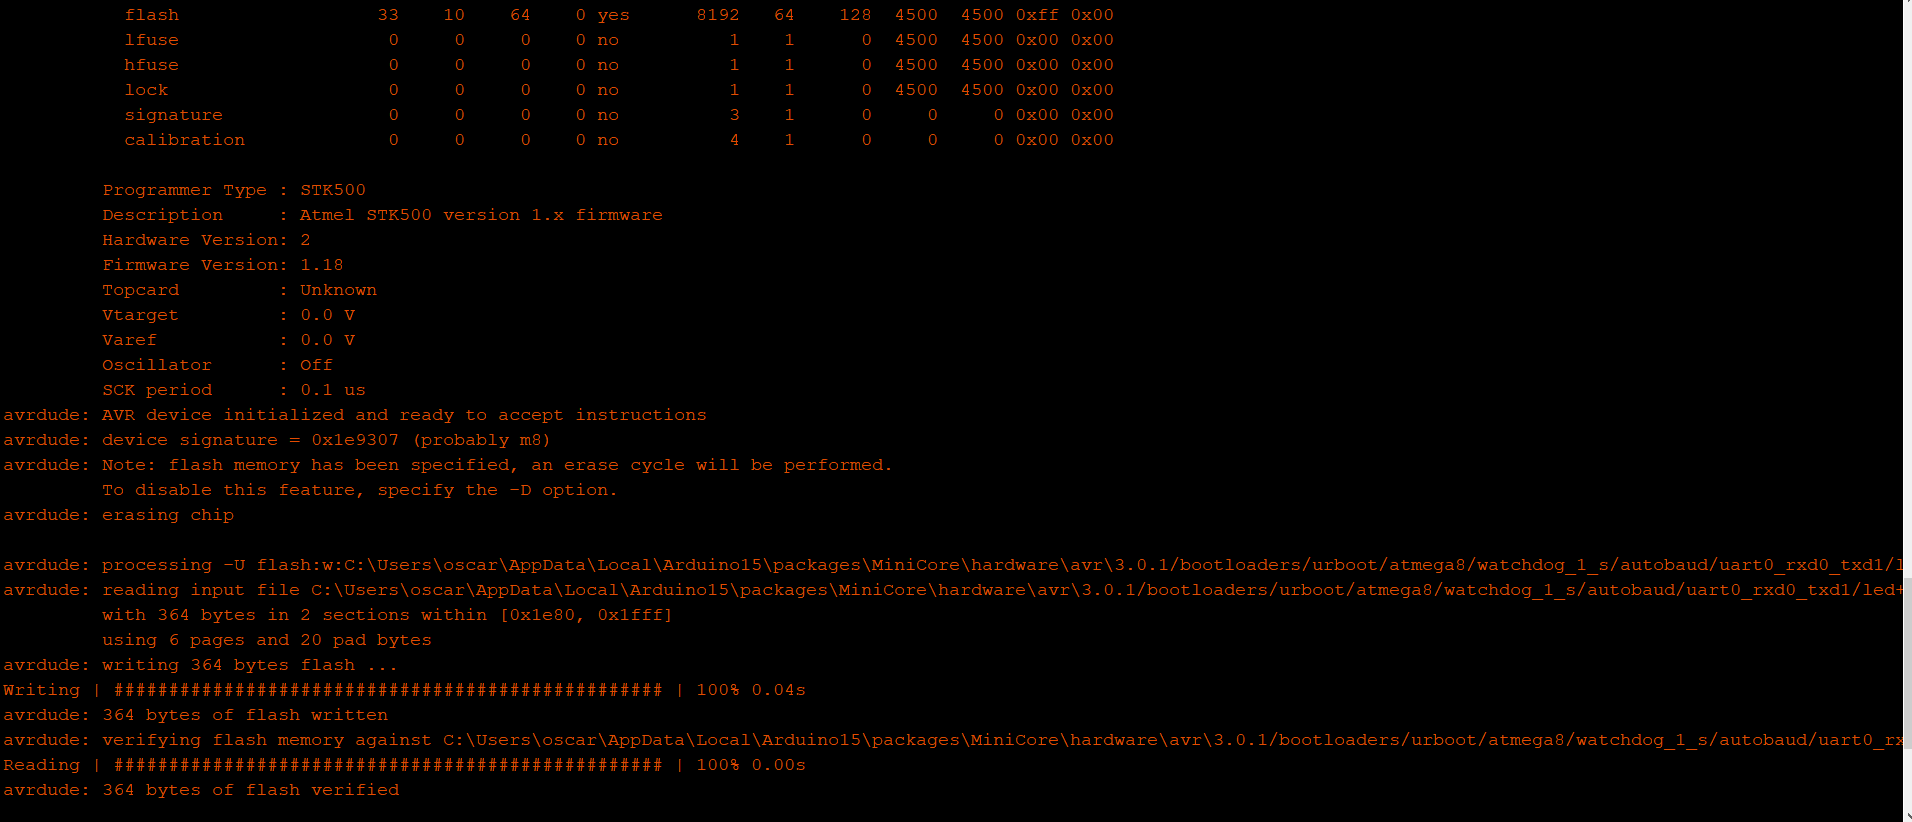 flash 33 10 64 0 yes 8192 64 128 4500 4500 0xff 0x00
lfuse 0 0 0 0 no 1 1 0 4500 4500 0x00 0x00
hfuse 0 0 0 0 no 1 1 0 4500 4500 0x00 0x00
lock 0 0 0 0 no 1 1 0 4500 4500 0x00 0x00
signature 0 0 0 0 no 3 1 0 0 0 0x00 0x00
calibration 0 0 0 0 no 4 1 0 0 0 0x00 0x00
Programmer Type : STK500
Description : Atmel STK500 version 1.x firmware
Hardware Version: 2
Firmware Version: 1.18
Topcard : Unknown
Vtarget : 0.0 V
Varef : 0.0 V
Oscillator : Off
SCK period : 0.1 us
avrdude: AVR device initialized and ready to accept instructions
avrdude: device signature = 0x1e9307 (probably m8)
avrdude: Note: flash memory has been specified, an erase cycle will be performed.
To disable this feature, specify the -D option.
avrdude: erasing chip
avrdude: processing -U flash:w:C:\Users\oscar\AppData\Local\Arduino15\packages\MiniCore\hardware\avr\3.0.1/bootloaders/urboot/atmega8/watchdog_1_s/autobaud/uart0_rxd0_txd1/l
avrdude: reading input file C:\Users\oscar\AppData\Local\Arduino15\packages\MiniCore\hardware\avr\3.0.1/bootloaders/urboot/atmega8/watchdog_1_s/autobaud/uart0_rxd0_txd1/led+
with 364 bytes in 2 sections within [0x1e80, 0x1fff]
using 6 pages and 20 pad bytes
avrdude: writing 364 bytes flash ...
Writing | ################################################## | 100% 0.04s
avrdude: 364 bytes of flash written
avrdude: verifying flash memory against C:\Users\oscar\AppData\Local\Arduino15\packages\MiniCore\hardware\avr\3.0.1/bootloaders/urboot/atmega8/watchdog_1_s/autobaud/uart0_rx
Reading | ################################################## | 100% 0.00s
avrdude: 364 bytes of flash verified